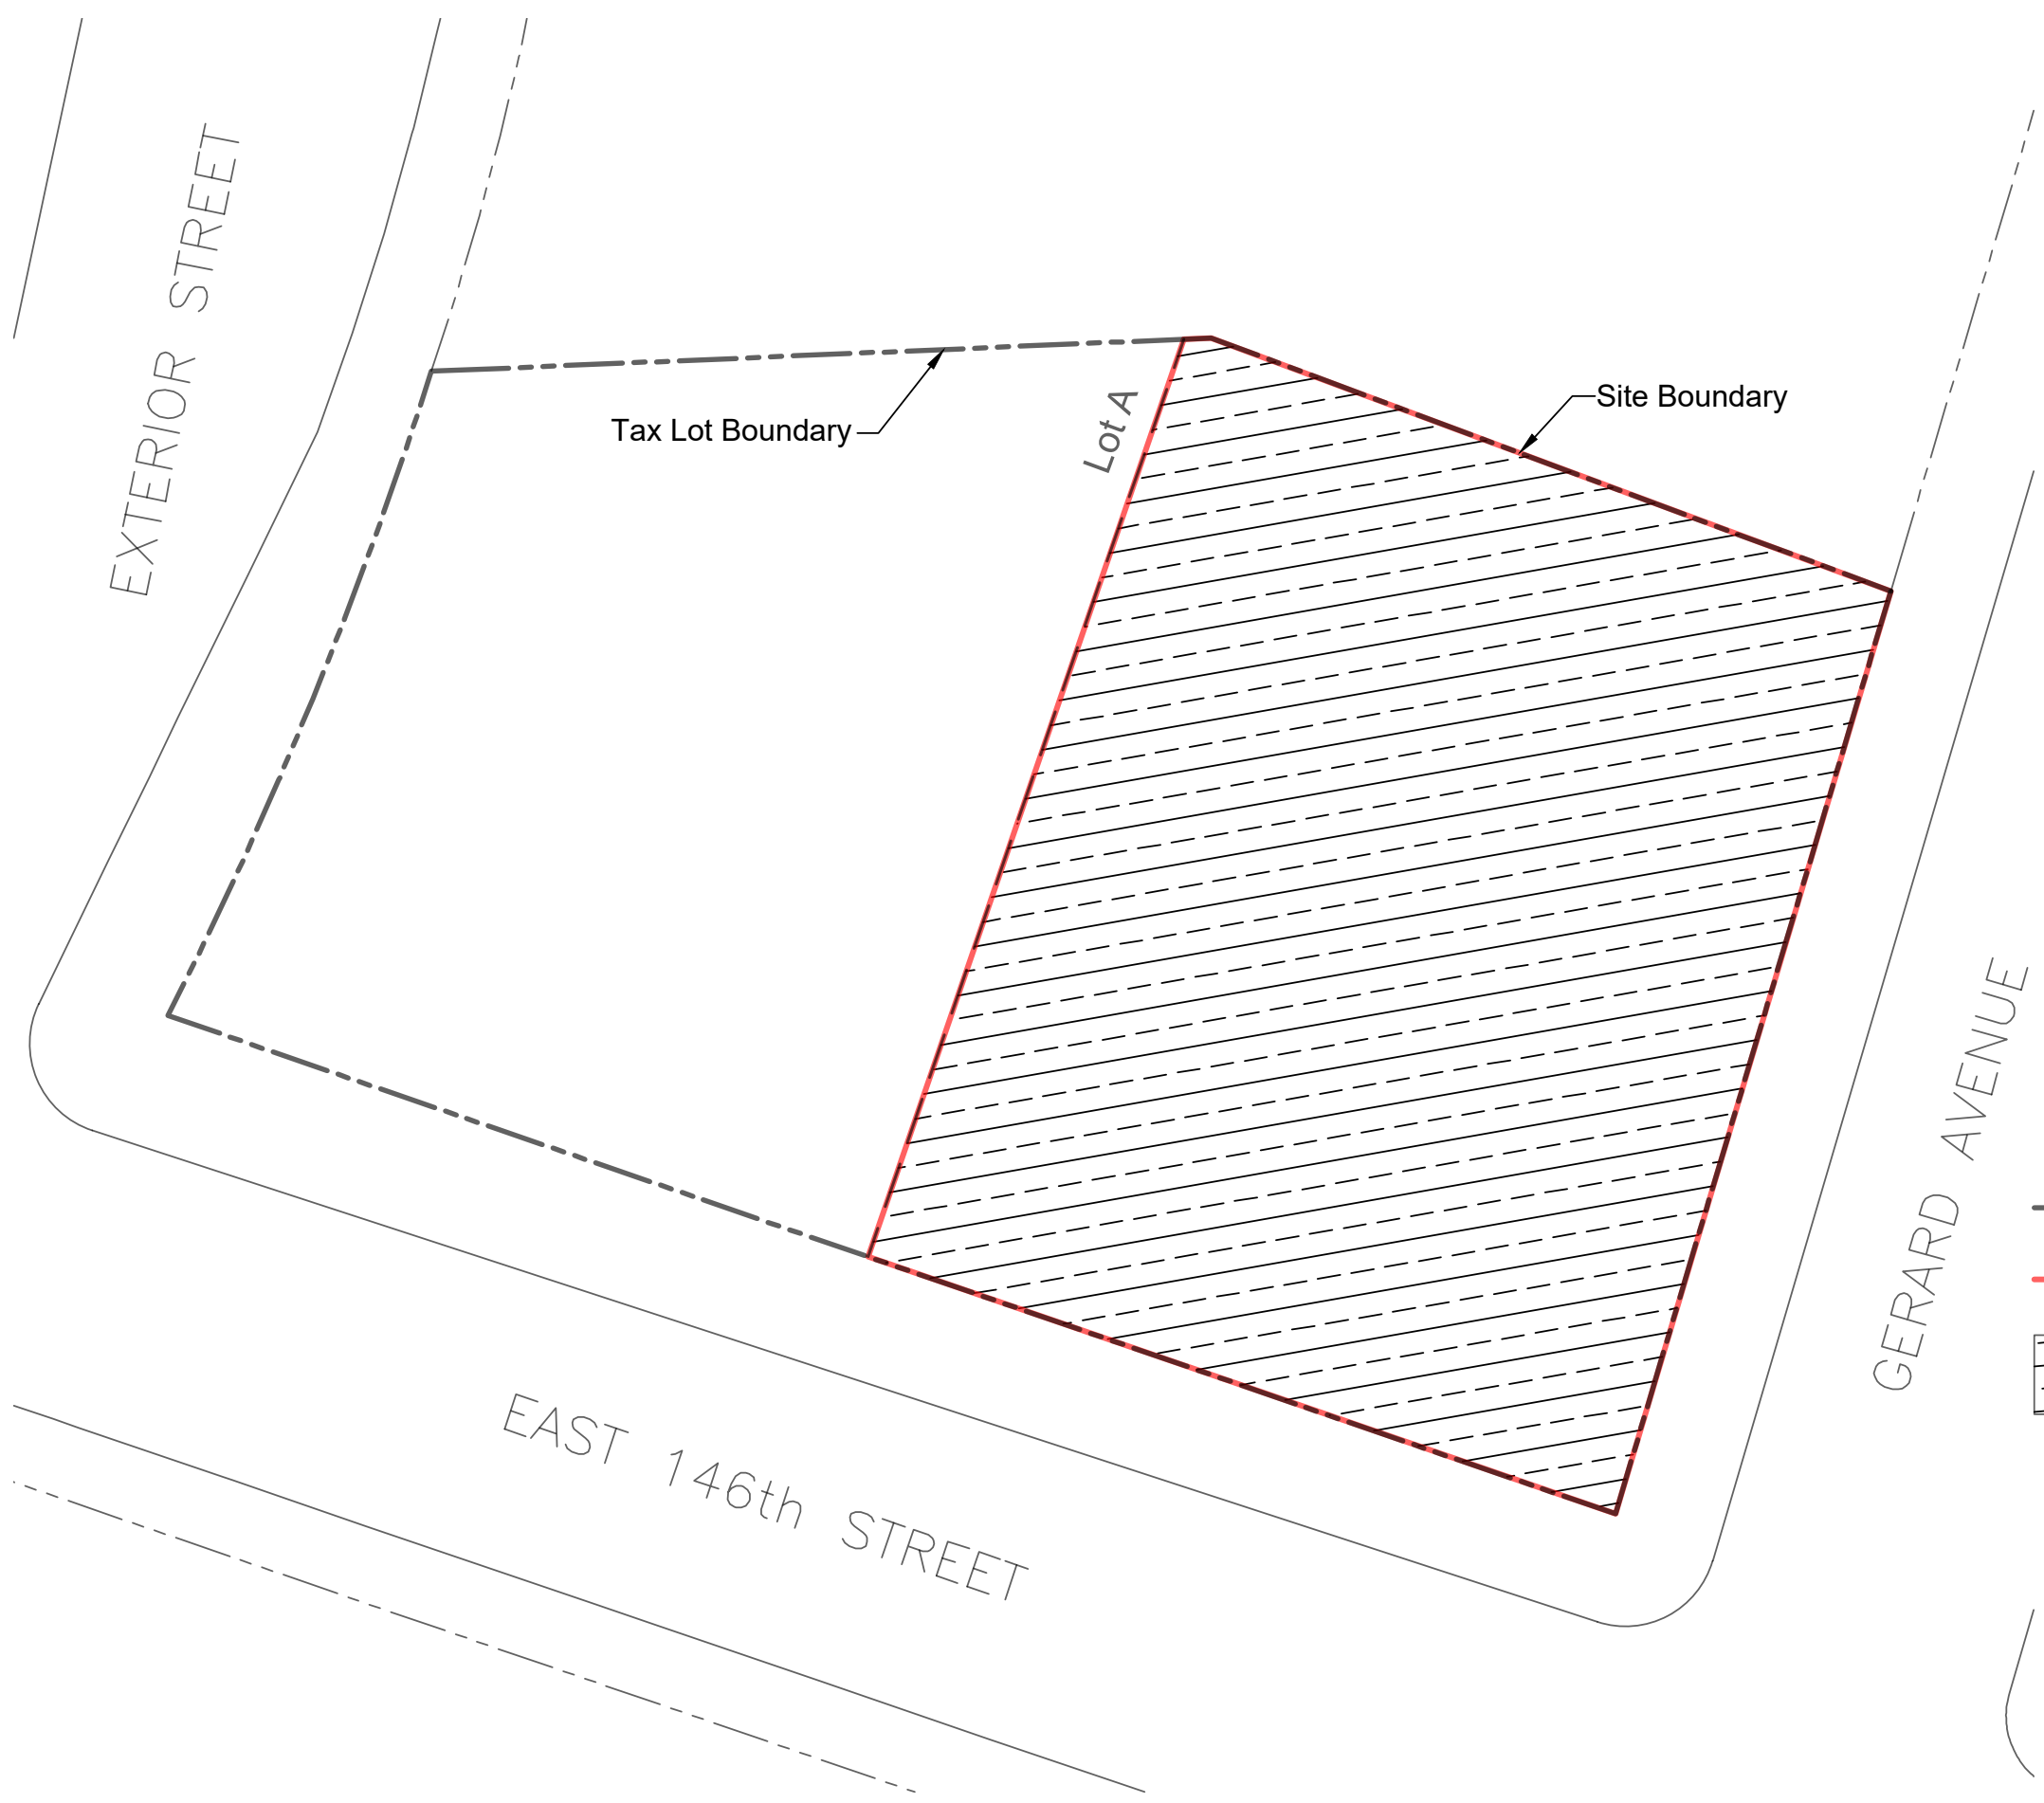 EXTERIOR STREET
Lot A
Site Boundary
Tax Lot Boundary
GERARD AVENUE
EAST 146th STREET